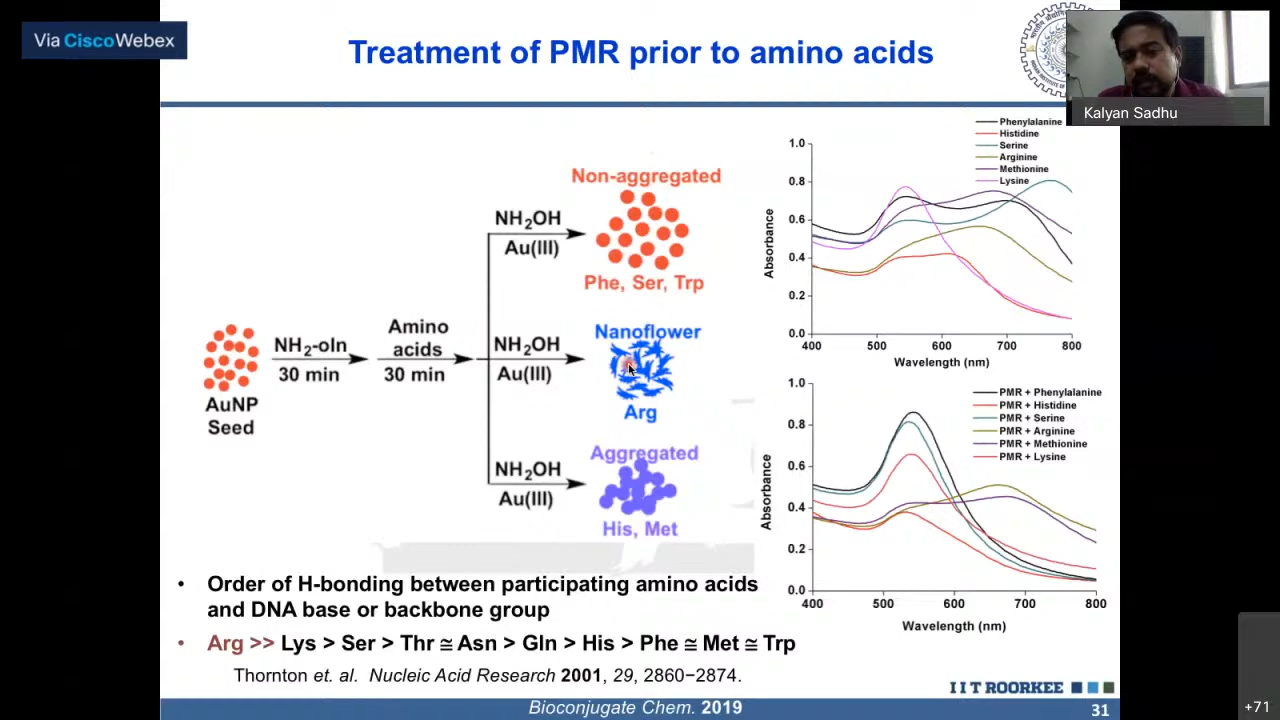 Via CiscoWebex
Treatment of PMR prior to amino acids
Kalyan Sadhu
AuNP
Seed
NH2-oln
30 min
Amino
acids
30 min
NH2OH
Au(III)
Non-aggregated
Phe, Ser, Trp
NH2OH
Au(III)
Nanoflower
Arg
NH2OH
Au(III)
Aggregated
His, Met
Phenylalanine
Histidine
Serine
Arginine
Methionine
Lysine
1.0
0.8
0.6
0.4
0.2
0.0
Absorbance
400 500 600 700 800
Wavelength (nm)
PMR + Phenylalanine
PMR + Histidine
PMR + Serine
PMR + Arginine
PMR + Methionine
PMR + Lysine
1.0
0.8
0.6
0.4
0.2
0.0
Absorbance
400 500 600 700 800
Wavelength (nm)
• Order of H-bonding between participating amino acids
and DNA base or backbone group
• Arg >> Lys > Ser > Thr ≅ Asn > Gln > His > Phe ≅ Met ≅ Trp
Thornton et. al. Nucleic Acid Research 2001, 29, 2860−2874.
I I T ROORKEE
Bioconjugate Chem. 2019
31
+71